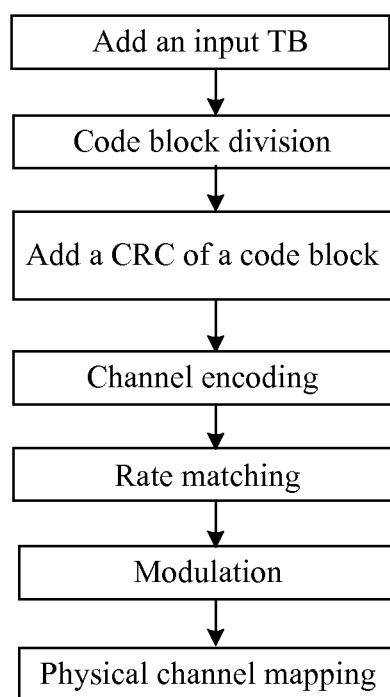 Add an input TB
Code block division
Add a CRC of a code block
Channel encoding
Rate matching
Modulation
Physical channel mapping